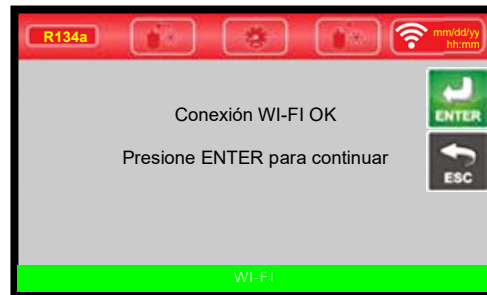 R134a
mm/dd/yy
hh:mm
Conexión WI-FI OK
ENTER
Presione ENTER para continuar
ESC
WI-FI